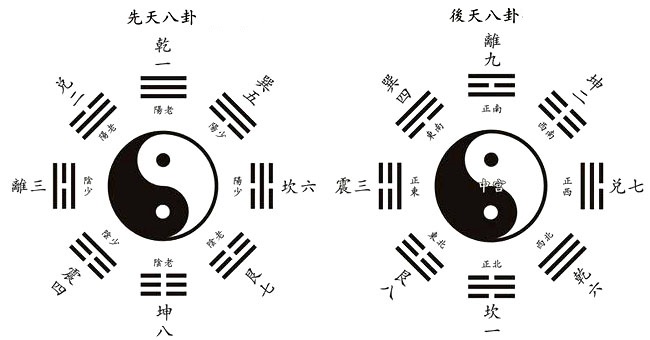 先天八卦
乾一
陽老
兌二
陽老
巽五
陽少
離三
陰少
坎六
陽少
震四
陰少
艮七
陰老
坤八
陰老
後天八卦
離九
正南
巽四
東南
坤二
西南
震三
正東
中宮
兌七
正西
艮八
東北
乾六
西北
坎一
正北